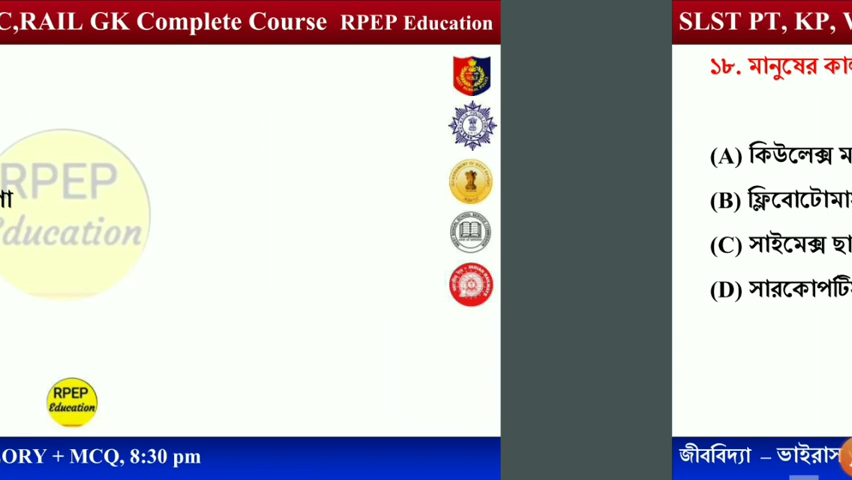 C,RAIL GK Complete Course RPEP Education
RPEP
Education
RPEP
Education
ORY + MCQ, 8:30 pm
SLST PT, KP,
১৮. মানুষের
(A) কিউলেক্স
(B) ফ্লিবোটোমা
(C) সাইমেক্স
(D) সারকোপটি
জীববিদ্যা – ভাইরাস